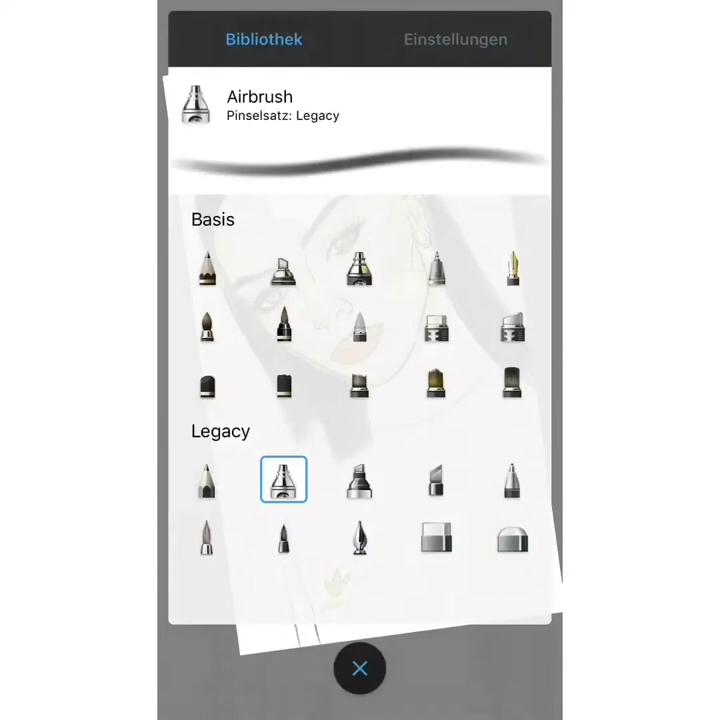 Bibliothek
Einstellungen
Airbrush
Pinselsatz: Legacy
Basis
Legacy